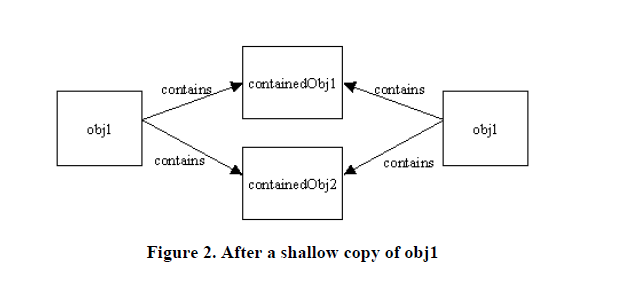 contains
containedObj1
contains
obj1
obj1
contains
containedObj2
contains
Figure 2. After a shallow copy of obj1